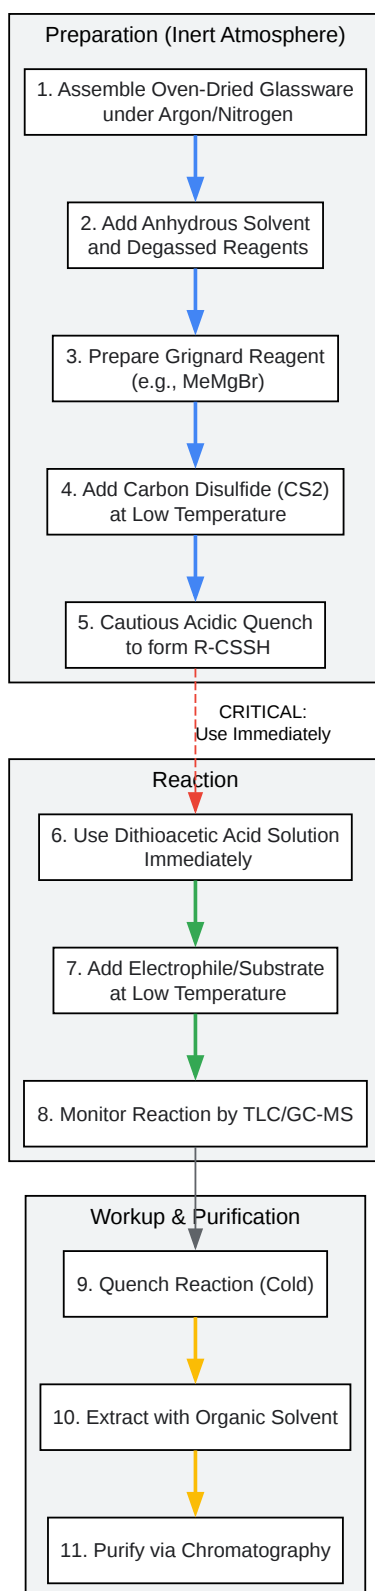 Preparation (Inert Atmosphere)
1. Assemble Oven-Dried Glassware
under Argon/Nitrogen
2. Add Anhydrous Solvent
and Degassed Reagents
3. Prepare Grignard Reagent
(e.g., MeMgBr)
4. Add Carbon Disulfide (CS2)
at Low Temperature
5. Cautious Acidic Quench
to form R-CSSH
CRITICAL:
Use Immediately
Reaction
6. Use Dithioacetic Acid Solution
Immediately
7. Add Electrophile/Substrate
at Low Temperature
8. Monitor Reaction by TLC/GC-MS
Workup & Purification
9. Quench Reaction (Cold)
10. Extract with Organic Solvent
11. Purify via Chromatography